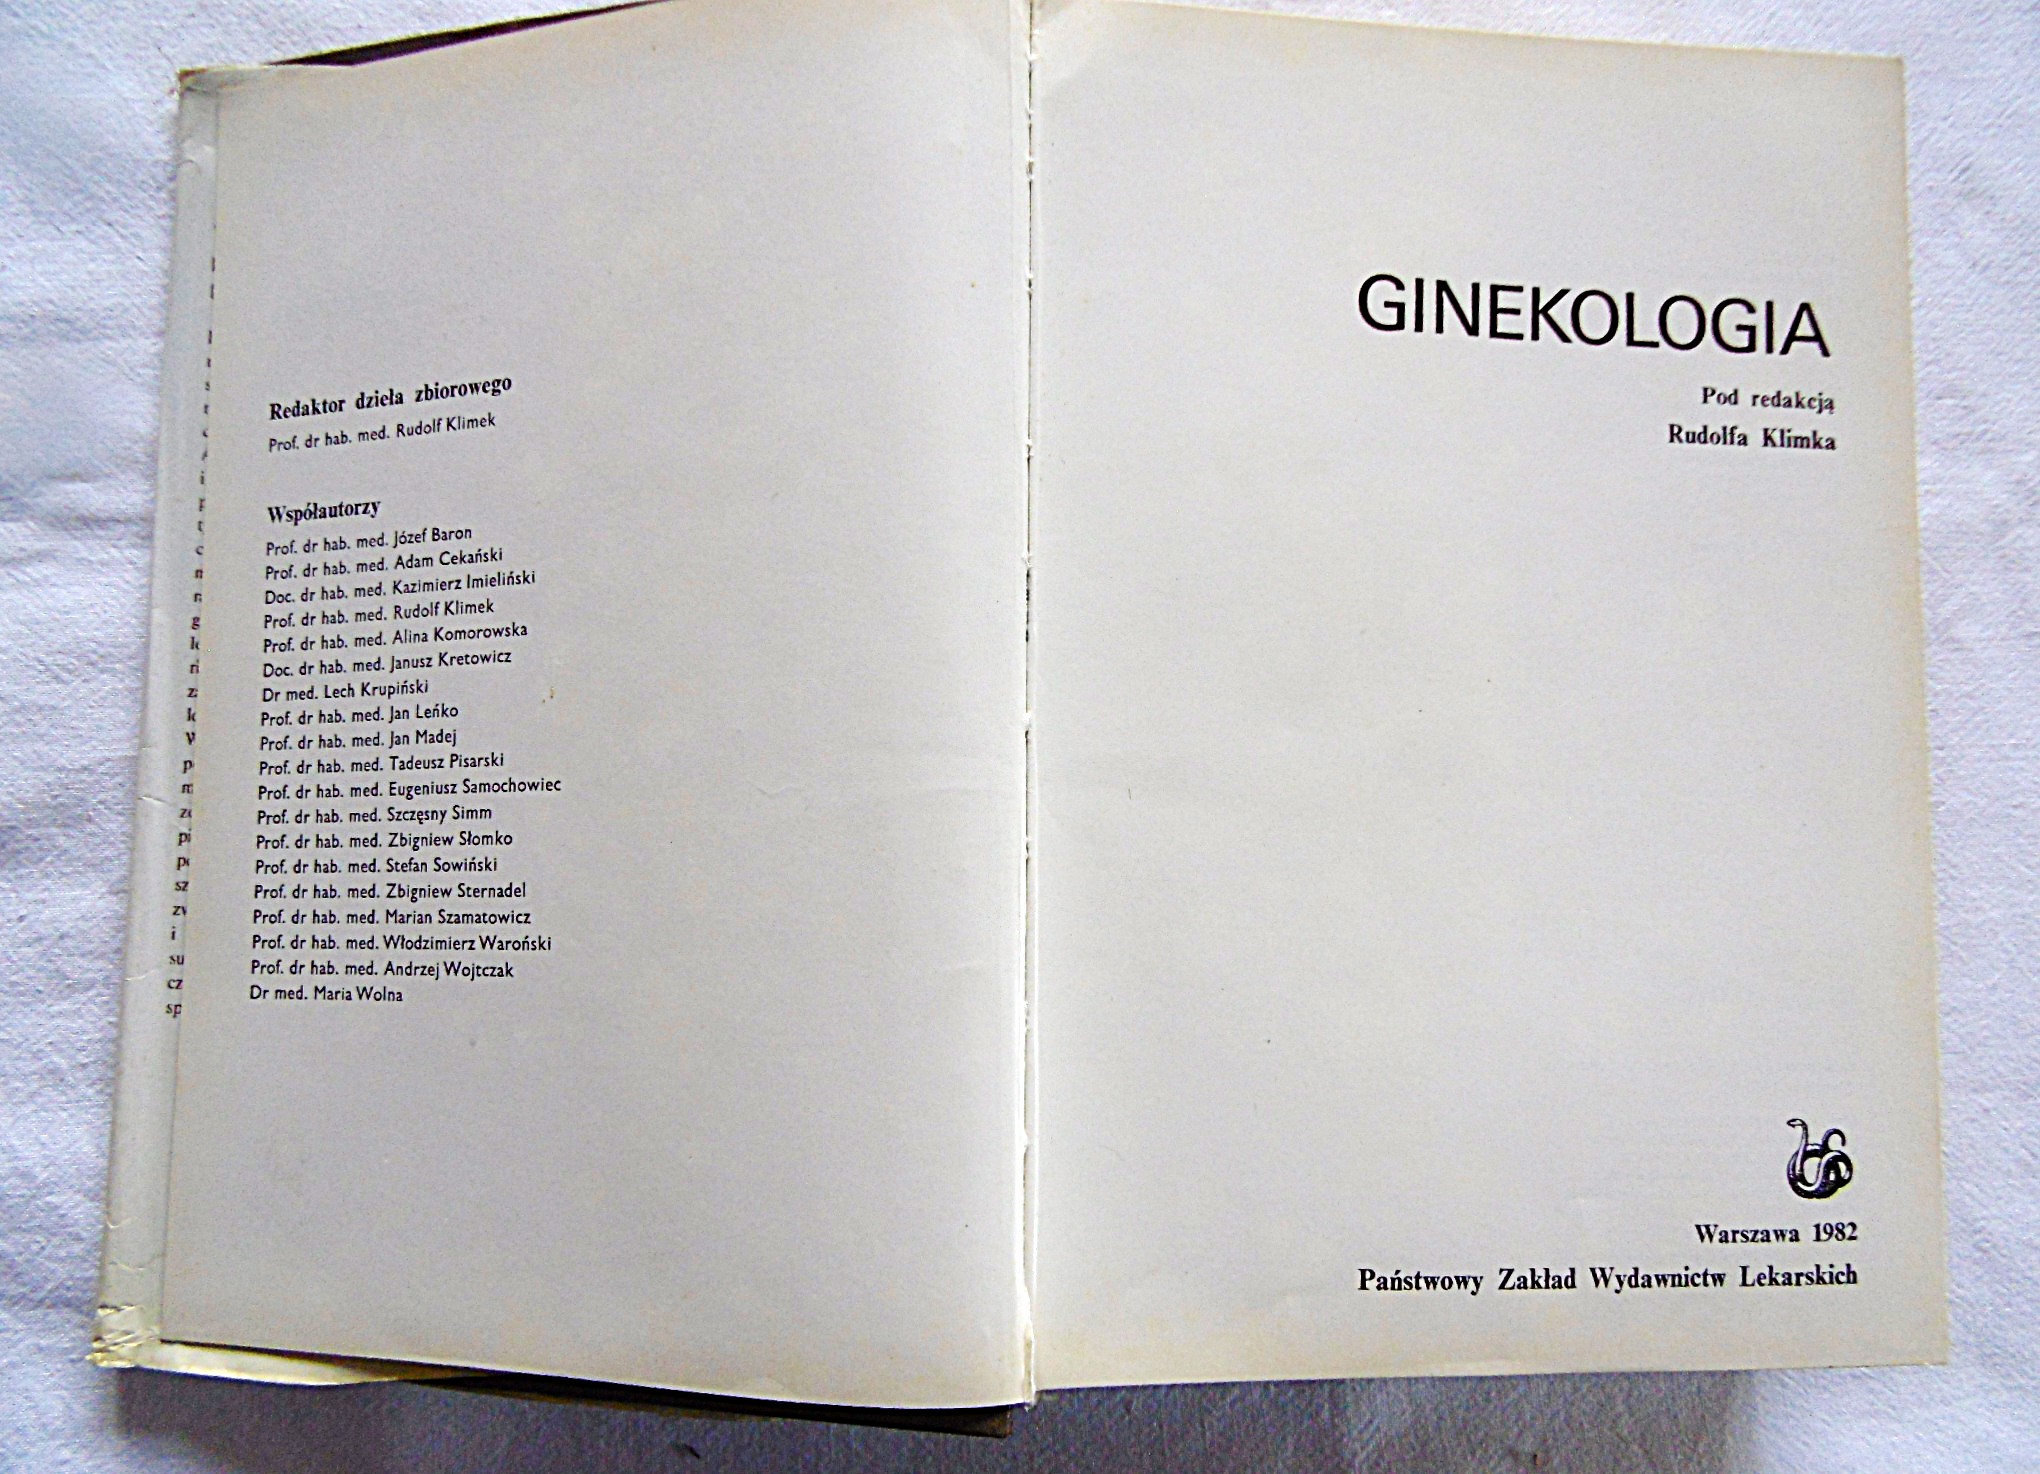 Redaktor dzieła zbiorowego
Prof. dr hab. med. Rudolf Klimek
Współautorzy
Prof. dr hab. med. Józef Baron
Prof. dr hab. med. Adam Cekański
Doc. dr hab. med. Kazimierz Imieliński
Prof. dr hab. med. Rudolf Klimek
Prof. dr hab. med. Alina Komorowska
Doc. dr hab. med. Janusz Kretowicz
Dr med. Lech Krupiński
Prof. dr hab. med. Jan Leńko
Prof. dr hab. med. Jan Madej
Prof. dr hab. med. Tadeusz Pisarski
Prof. dr hab. med. Eugeniusz Samochowiec
Prof. dr hab. med. Szczęsny Simm
Prof. dr hab. med. Zbigniew Słomko
Prof. dr hab. med. Stefan Sowiński
Prof. dr hab. med. Zbigniew Sternadel
Prof. dr hab. med. Marian Szamatowicz
Prof. dr hab. med. Włodzimierz Waroński
Prof. dr hab. med. Andrzej Wojtczak
Dr med. Maria Wolna
GINEKOLOGIA
Pod redakcją
Rudolfa Klimka
Warszawa 1982
Państwowy Zakład Wydawnictw Lekarskich